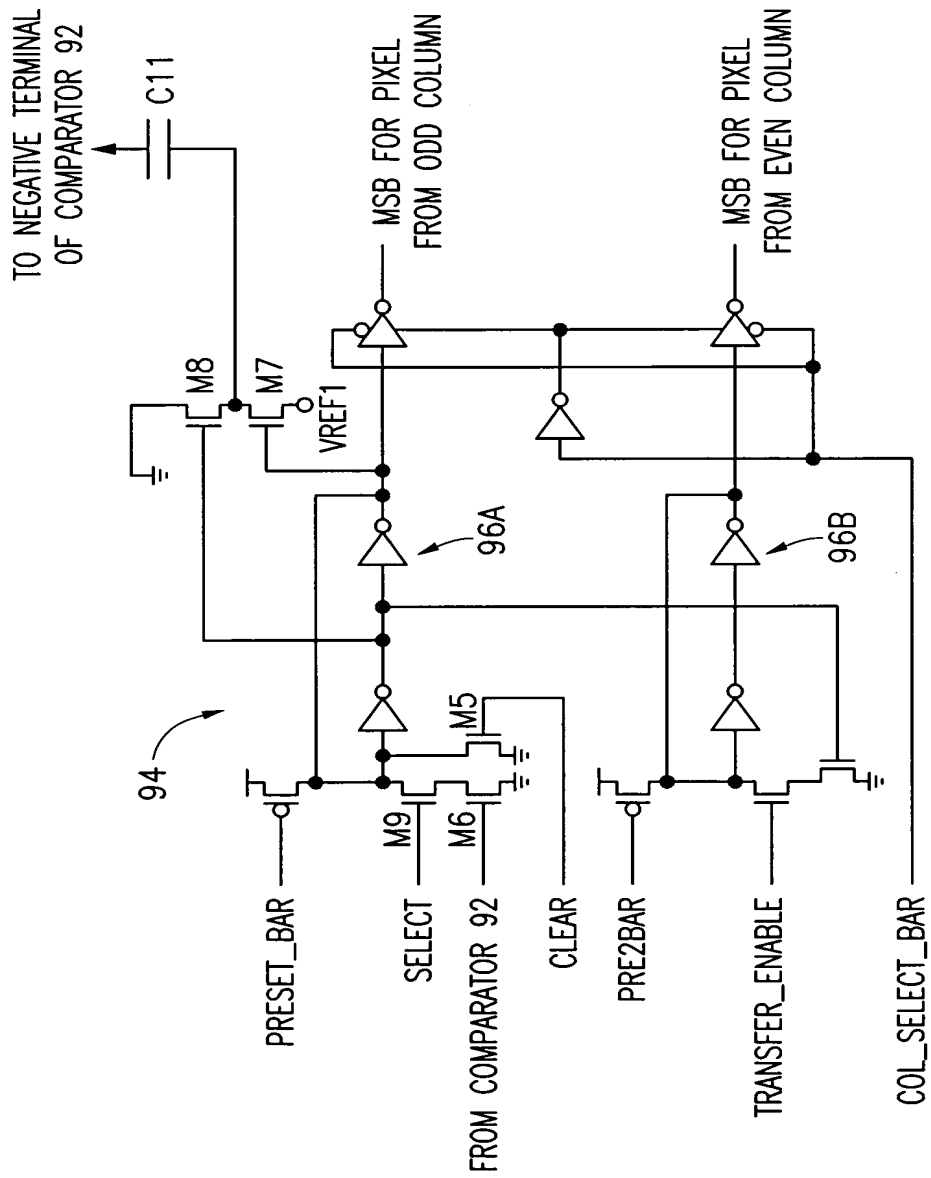 TO NEGATIVE TERMINAL
OF COMPARATOR 92
C11
M8
M7
VREF1
MSB FOR PIXEL
FROM ODD COLUMN
MSB FOR PIXEL
FROM EVEN COLUMN
94
96A
96B
M5
M9
M6
PRESET_BAR
SELECT
FROM COMPARATOR 92
CLEAR
PRE2BAR
TRANSFER_ENABLE
COL_SELECT_BAR